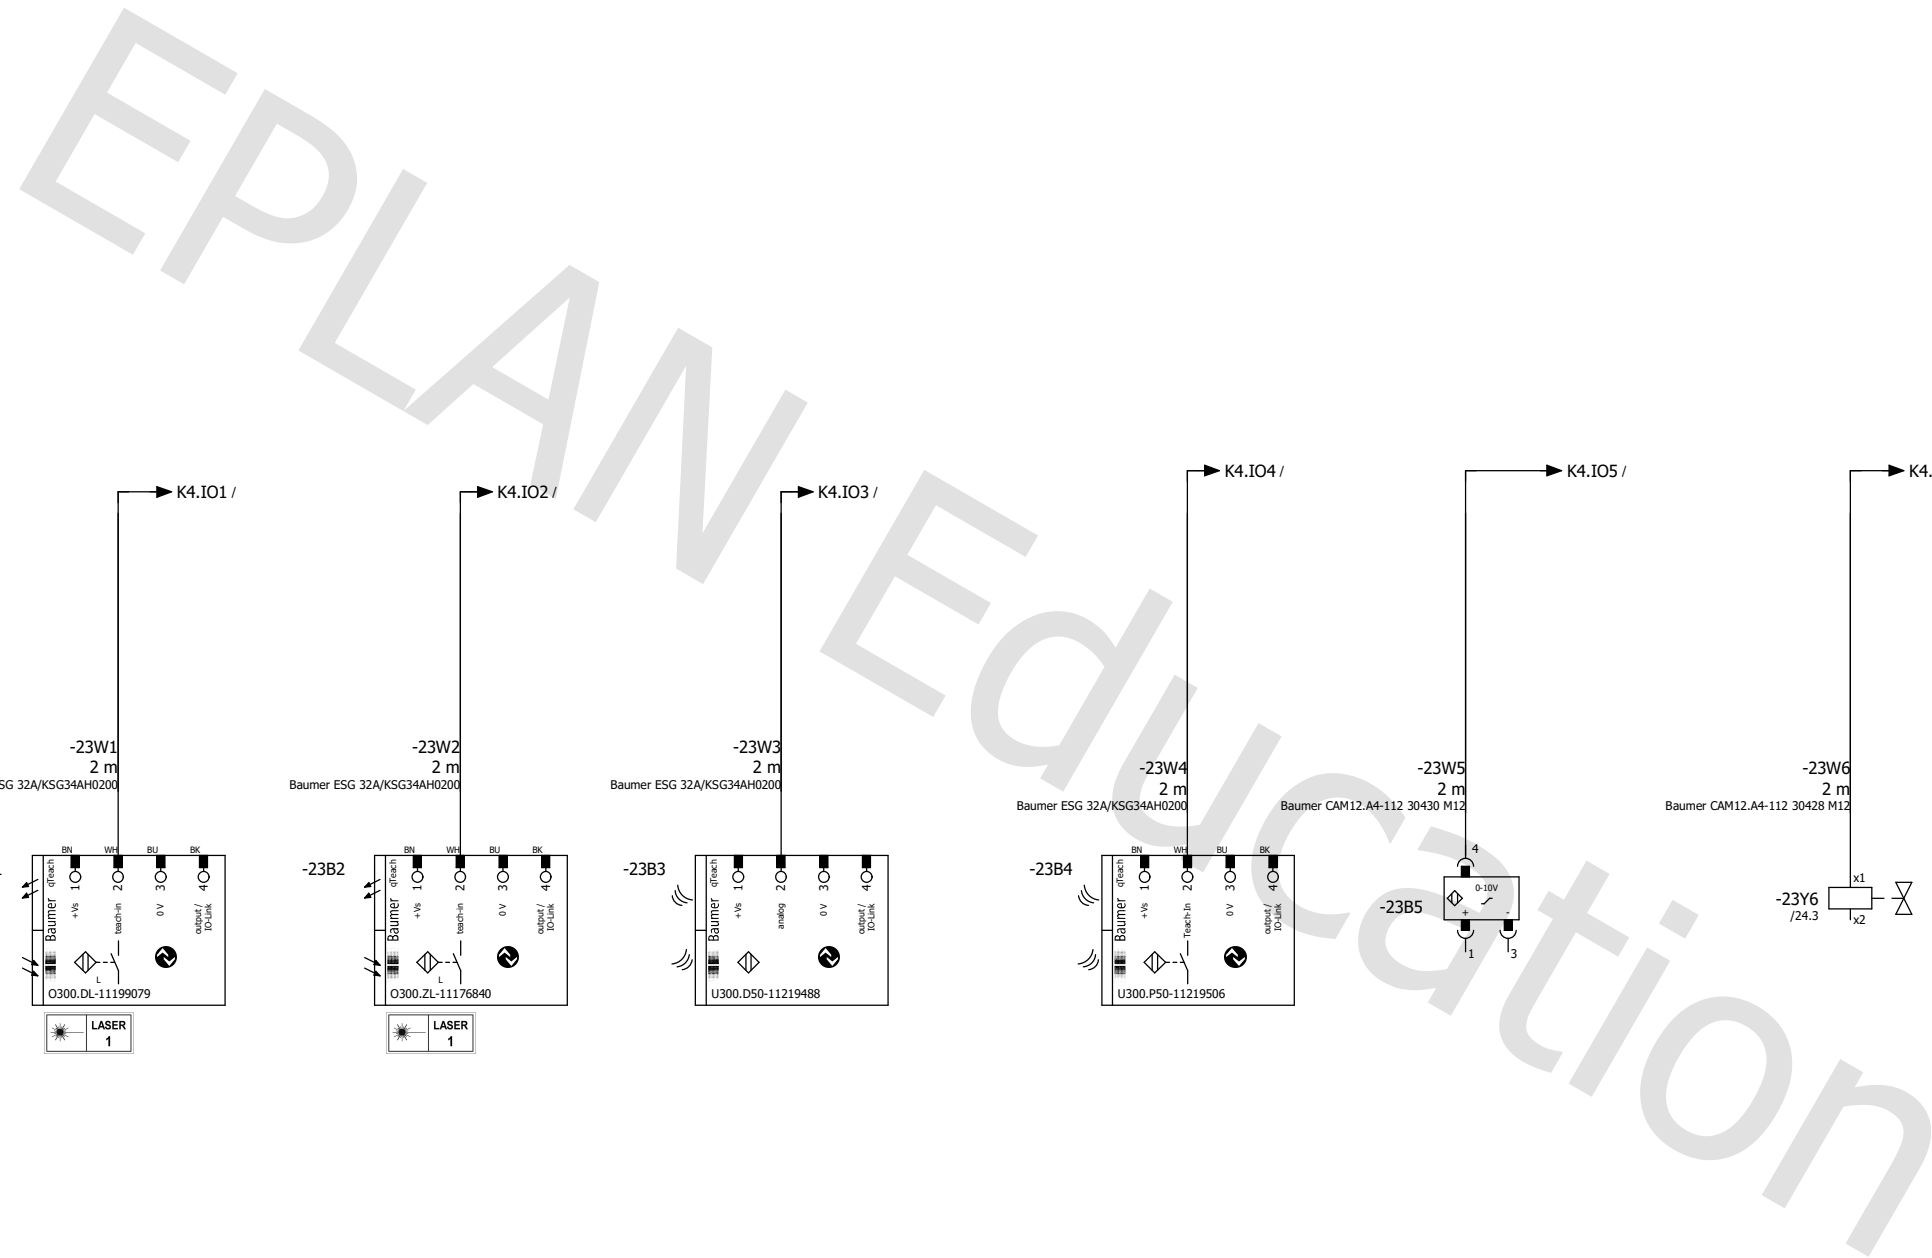 EPLAN Education
K4.IO1 /
K4.IO2 /
K4.IO3 /
K4.IO4 /
K4.IO5 /
K4.
-23W1
2 m
SG 32A/KSG34AH0200
-23W2
2 m
Baumer ESG 32A/KSG34AH0200
-23W3
2 m
Baumer ESG 32A/KSG34AH0200
-23W4
2 m
Baumer ESG 32A/KSG34AH0200
-23W5
2 m
Baumer CAM12.A4-112 30430 M12
-23W6
2 m
Baumer CAM12.A4-112 30428 M12
BN WH BU BK
Baumer qTeach
1 2 3 4
+Vs
teach-in
0 V
output /
IO-Link
L
O300.DL-11199079
LASER
1
-23B2
BN WH BU BK
Baumer qTeach
1 2 3 4
+Vs
teach-in
0 V
output /
IO-Link
L
O300.ZL-11176840
LASER
1
-23B3
Baumer qTeach
1 2 3 4
+Vs
analog
0 V
output /
IO-Link
U300.D50-11219488
-23B4
BN WH BU BK
Baumer qTeach
1 2 3 4
+Vs
Teach-In
0 V
output /
IO-Link
U300.P50-11219506
-23B5
4
0-10V
+ -
1 3
-23Y6
/24.3
x1
x2